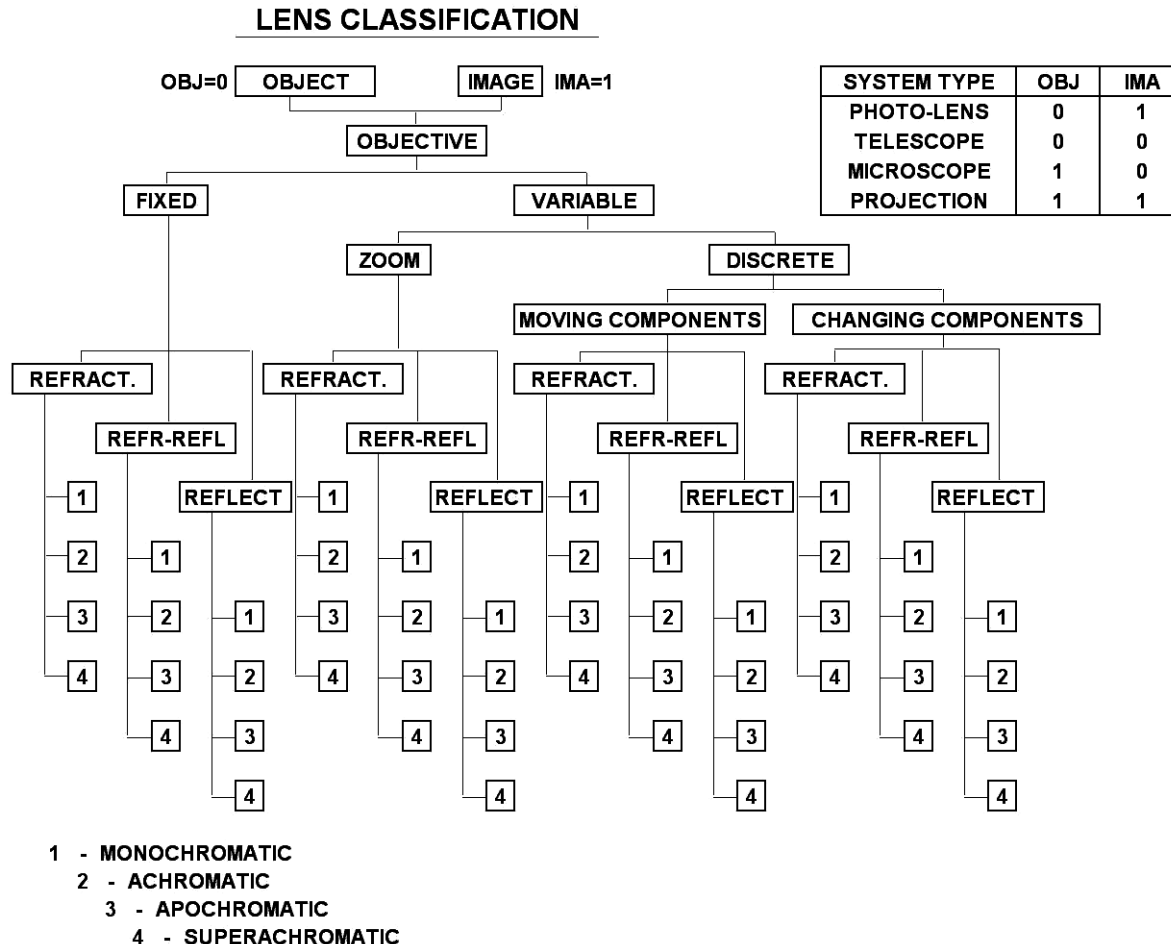 LENS CLASSIFICATION
OBJ=0 OBJECT IMAGE IMA=1
SYSTEM TYPE OBJ IMA
PHOTO-LENS 0 1
TELESCOPE 0 0
MICROSCOPE 1 0
PROJECTION 1 1
OBJECTIVE
FIXED VARIABLE
ZOOM DISCRETE
MOVING COMPONENTS CHANGING COMPONENTS
REFRACT. REFRACT. REFRACT. REFRACT.
REFR-REFL REFR-REFL REFR-REFL REFR-REFL
1 REFLECT 1 REFLECT 1 REFLECT 1 REFLECT
2 1 2 1 2 1 2 1
3 2 1 3 2 1 3 2 1 3 2 1
4 3 2 4 3 2 4 3 2 4 3 2
4 3 4 3 4 3 4 3
4 4 4 4
1 - MONOCHROMATIC
2 - ACHROMATIC
3 - APOCHROMATIC
4 - SUPERACHROMATIC